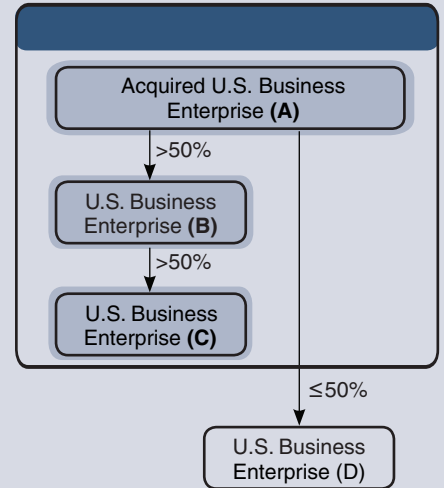 Acquired U.S. Business
Enterprise (A)
>50%
U.S. Business
Enterprise (B)
>50%
U.S. Business
Enterprise (C)
≤50%
U.S. Business
Enterprise (D)